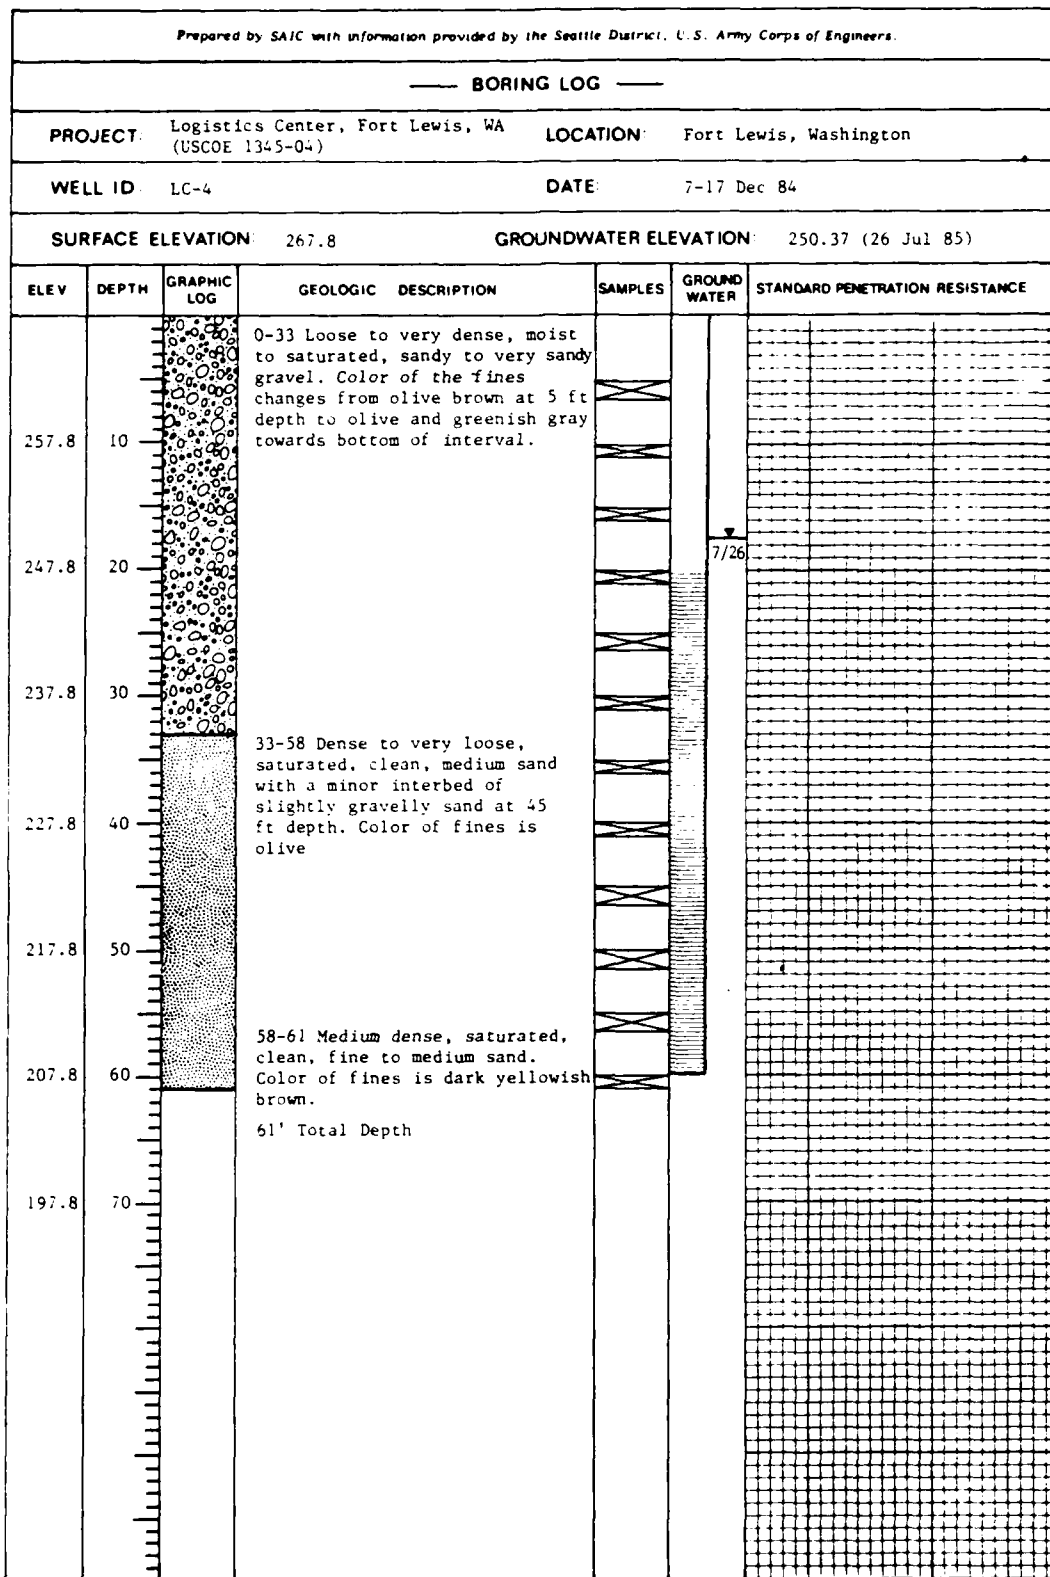 Prepared by SAIC with information provided by the Seattle District, U.S. Army Corps of Engineers.
BORING LOG
PROJECT: Logistics Center, Fort Lewis, WA
(USCOE 1345-04)
LOCATION: Fort Lewis, Washington
WELL ID: LC-4
DATE: 7-17 Dec 84
SURFACE ELEVATION: 267.8
GROUNDWATER ELEVATION: 250.37 (26 Jul 85)
ELEV
DEPTH
GRAPHIC
LOG
GEOLOGIC DESCRIPTION
SAMPLES
GROUND
WATER
STANDARD PENETRATION RESISTANCE
0-33 Loose to very dense, moist
to saturated, sandy to very sandy
gravel. Color of the fines
changes from olive brown at 5 ft
depth to olive and greenish gray
towards bottom of interval.
257.8 10
7/26
247.8 20
237.8 30
33-58 Dense to very loose,
saturated, clean, medium sand
with a minor interbed of
slightly gravelly sand at 45
ft depth. Color of fines is
olive
227.8 40
217.8 50
58-61 Medium dense, saturated,
clean, fine to medium sand.
Color of fines is dark yellowish
brown.
207.8 60
61' Total Depth
197.8 70